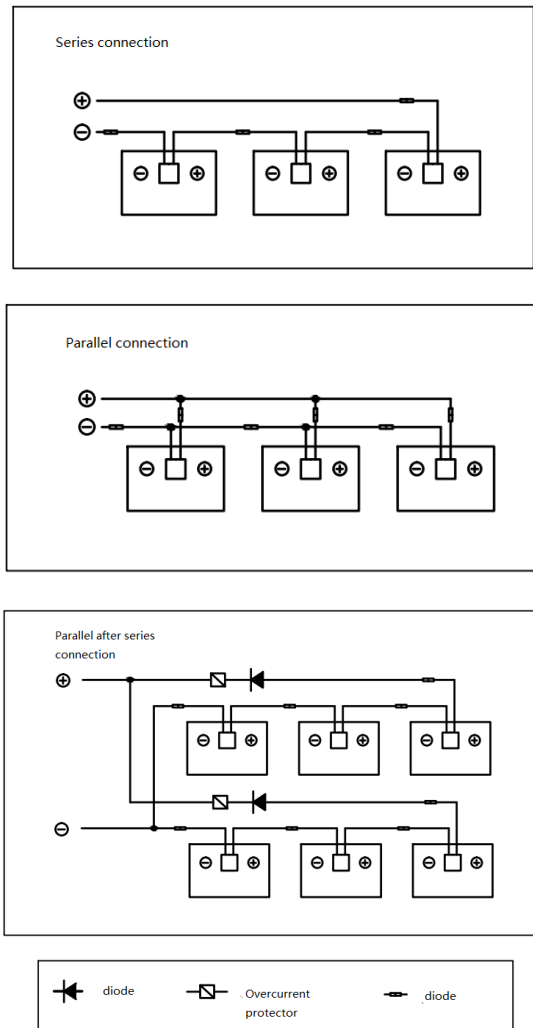 Series connection
Parallel connection
Parallel after series
connection
diode
Overcurrent
protector
diode